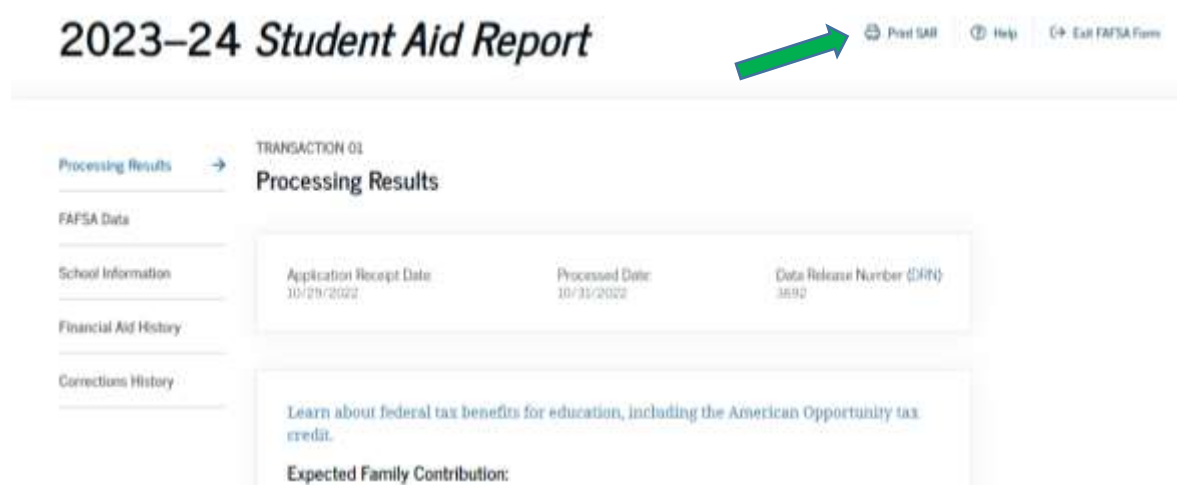 2023–24 Student Aid Report
Print SAR
Help
Exit FAFSA Form
Processing Results
FAFSA Data
School Information
Financial Aid History
Corrections History
TRANSACTION 01
Processing Results
Application Receipt Date
10/29/2022
Processed Date
10/31/2022
Data Release Number (DRN)
3692
Learn about federal tax benefits for education, including the American Opportunity tax
credit.
Expected Family Contribution: